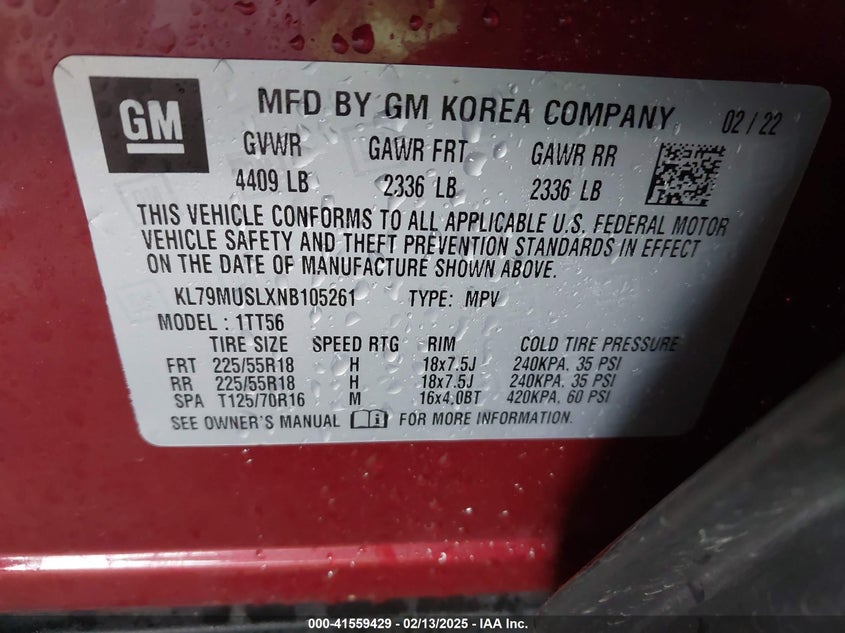 GM
MFD BY GM KOREA COMPANY 02 / 22
GVWR GAWR FRT GAWR RR
4409 LB 2336 LB 2336 LB
THIS VEHICLE CONFORMS TO ALL APPLICABLE U.S. FEDERAL MOTOR
VEHICLE SAFETY AND THEFT PREVENTION STANDARDS IN EFFECT
ON THE DATE OF MANUFACTURE SHOWN ABOVE.
KL79MUSLXNB105261 TYPE: MPV
MODEL : 1TT56
TIRE SIZE SPEED RTG RIM COLD TIRE PRESSURE
FRT 225/55R18 H 18x7.5J 240KPA, 35 PSI
RR 225/55R18 H 18x7.5J 240KPA, 35 PSI
SPA T125/70R16 M 16x4.0BT 420KPA, 60 PSI
SEE OWNER'S MANUAL FOR MORE INFORMATION.
000-41559429 - 02/13/2025 - IAA Inc.